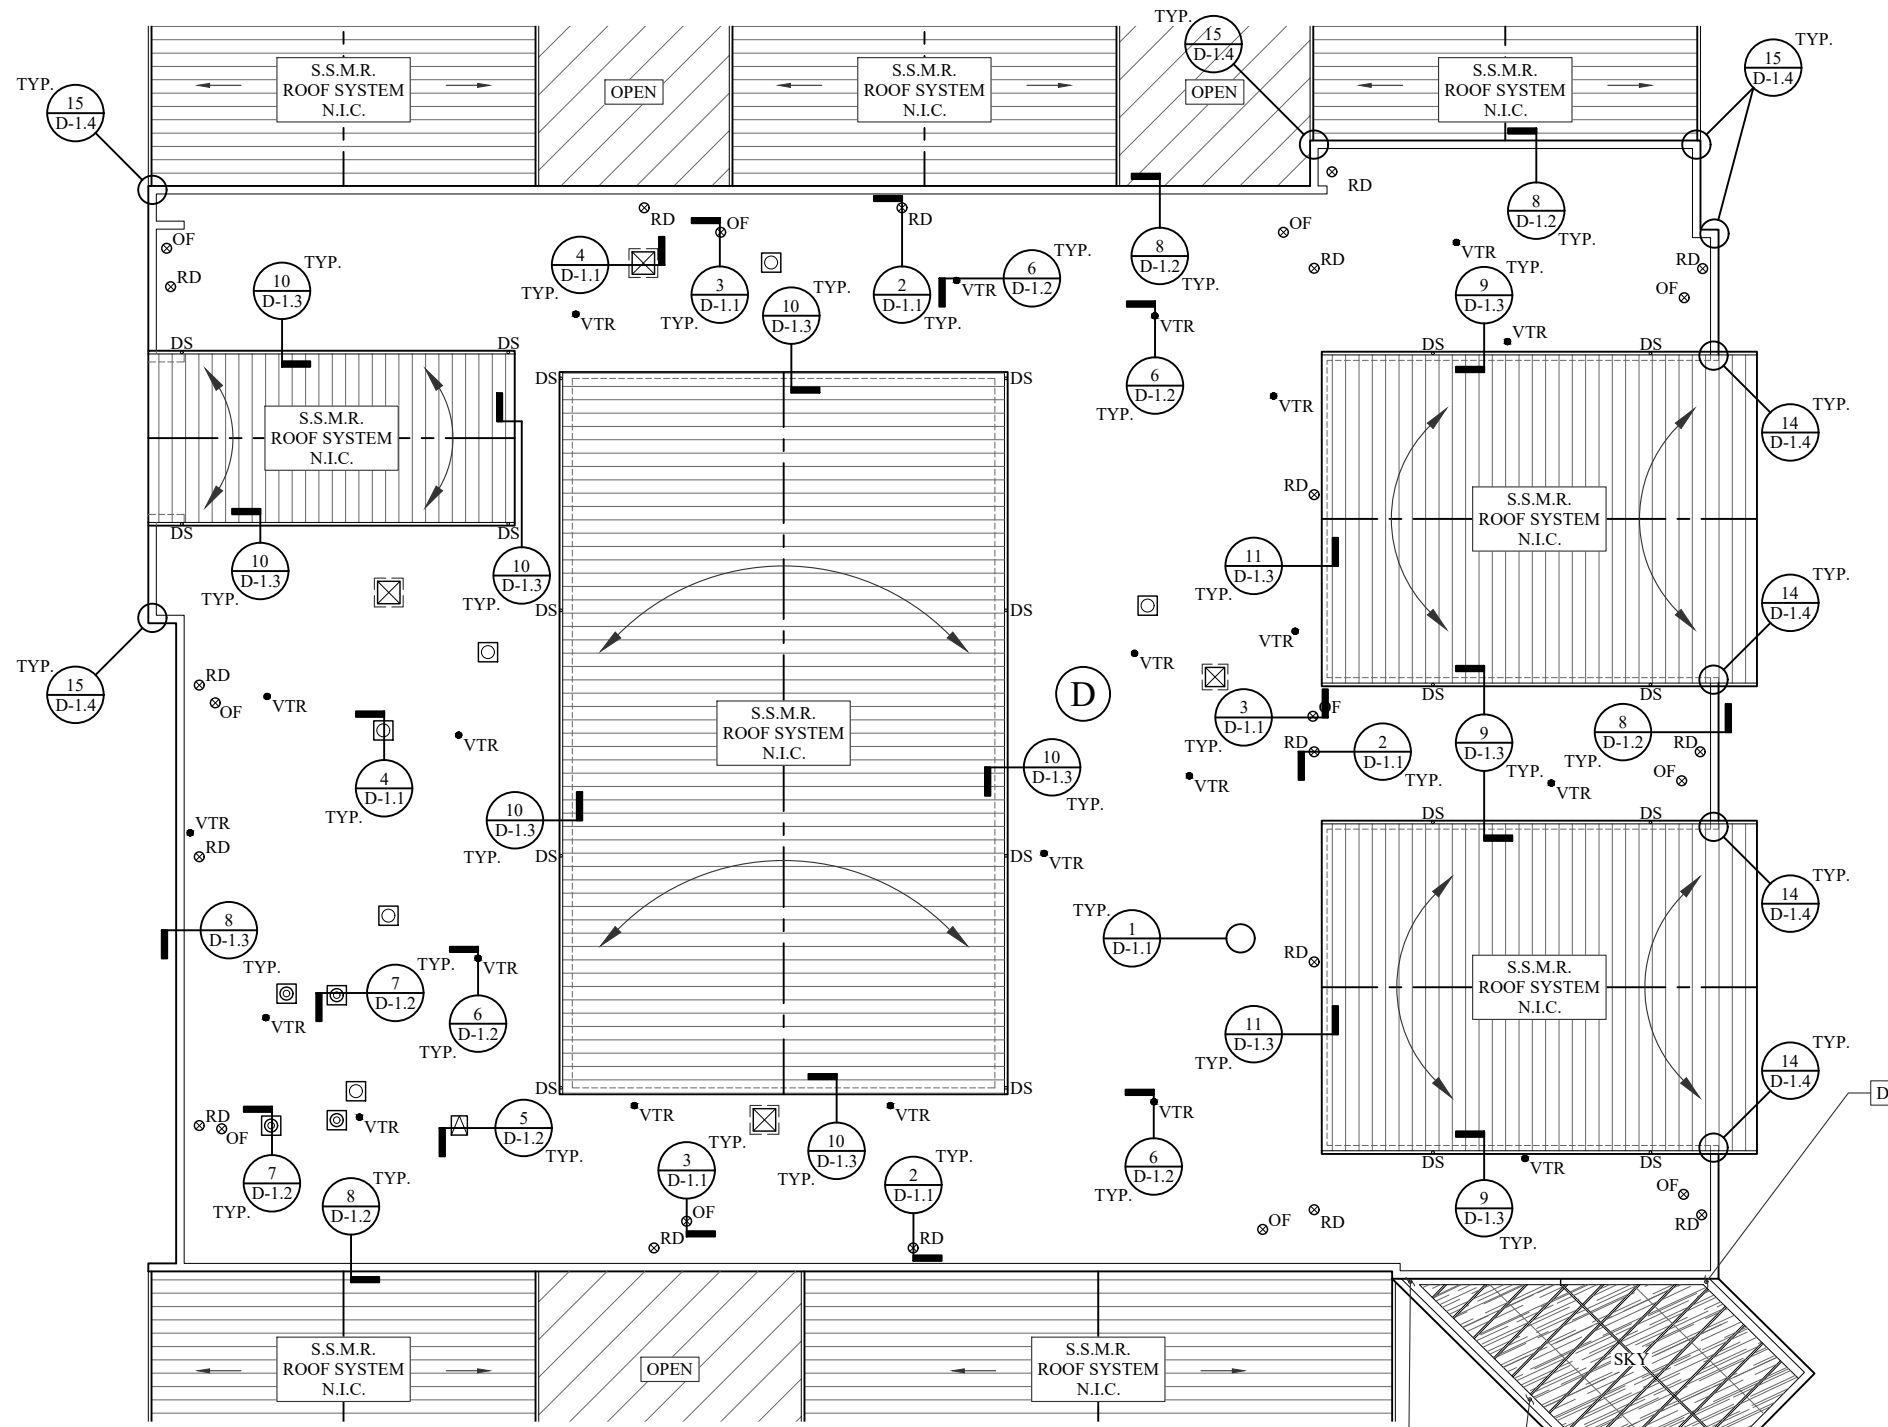 TYP.
15
D-1.4
S.S.M.R.
ROOF SYSTEM
N.I.C.
OPEN
S.S.M.R.
ROOF SYSTEM
N.I.C.
TYP.
15
D-1.4
OPEN
S.S.M.R.
ROOF SYSTEM
N.I.C.
TYP.
15
D-1.4
RD
8
D-1.2
TYP.
OF
RD
OF
RD
OF
RD
4
D-1.1
TYP.
3
D-1.1
TYP.
2
D-1.1
TYP.
VTR
6
D-1.2
TYP.
8
D-1.2
TYP.
RD
VTR
TYP.
9
D-1.3
RD
OF
10
D-1.3
TYP.
10
D-1.3
TYP.
VTR
VTR
6
D-1.2
TYP.
VTR
DS
DS
DS
DS
DS
DS
VTR
TYP.
14
D-1.4
S.S.M.R.
ROOF SYSTEM
N.I.C.
RD
S.S.M.R.
ROOF SYSTEM
N.I.C.
DS
DS
10
D-1.3
TYP.
10
D-1.3
TYP.
11
D-1.3
TYP.
TYP.
14
D-1.4
DS
DS
VTR
VTR
TYP.
15
D-1.4
RD
OF
VTR
VTR
D
DS
DS
3
D-1.1
TYP.
OF
RD
2
D-1.1
TYP.
9
D-1.3
TYP.
8
D-1.2
TYP.
RD
OF
S.S.M.R.
ROOF SYSTEM
N.I.C.
4
D-1.1
TYP.
10
D-1.3
TYP.
VTR
VTR
10
D-1.3
TYP.
VTR
RD
DS
DS
VTR
DS
DS
TYP.
14
D-1.4
8
D-1.3
TYP.
TYP.
1
D-1.1
RD
S.S.M.R.
ROOF SYSTEM
N.I.C.
TYP.
7
D-1.2
VTR
6
D-1.2
TYP.
VTR
11
D-1.3
TYP.
TYP.
14
D-1.4
D
DS
DS
RD
OF
VTR
5
D-1.2
TYP.
VTR
VTR
VTR
6
D-1.2
TYP.
7
D-1.2
TYP.
8
D-1.2
TYP.
TYP.
3
D-1.1
10
D-1.3
TYP.
TYP.
2
D-1.1
DS
DS
VTR
9
D-1.3
TYP.
OF
RD
OF
RD
OF
RD
RD
S.S.M.R.
ROOF SYSTEM
N.I.C.
OPEN
S.S.M.R.
ROOF SYSTEM
N.I.C.
SKY